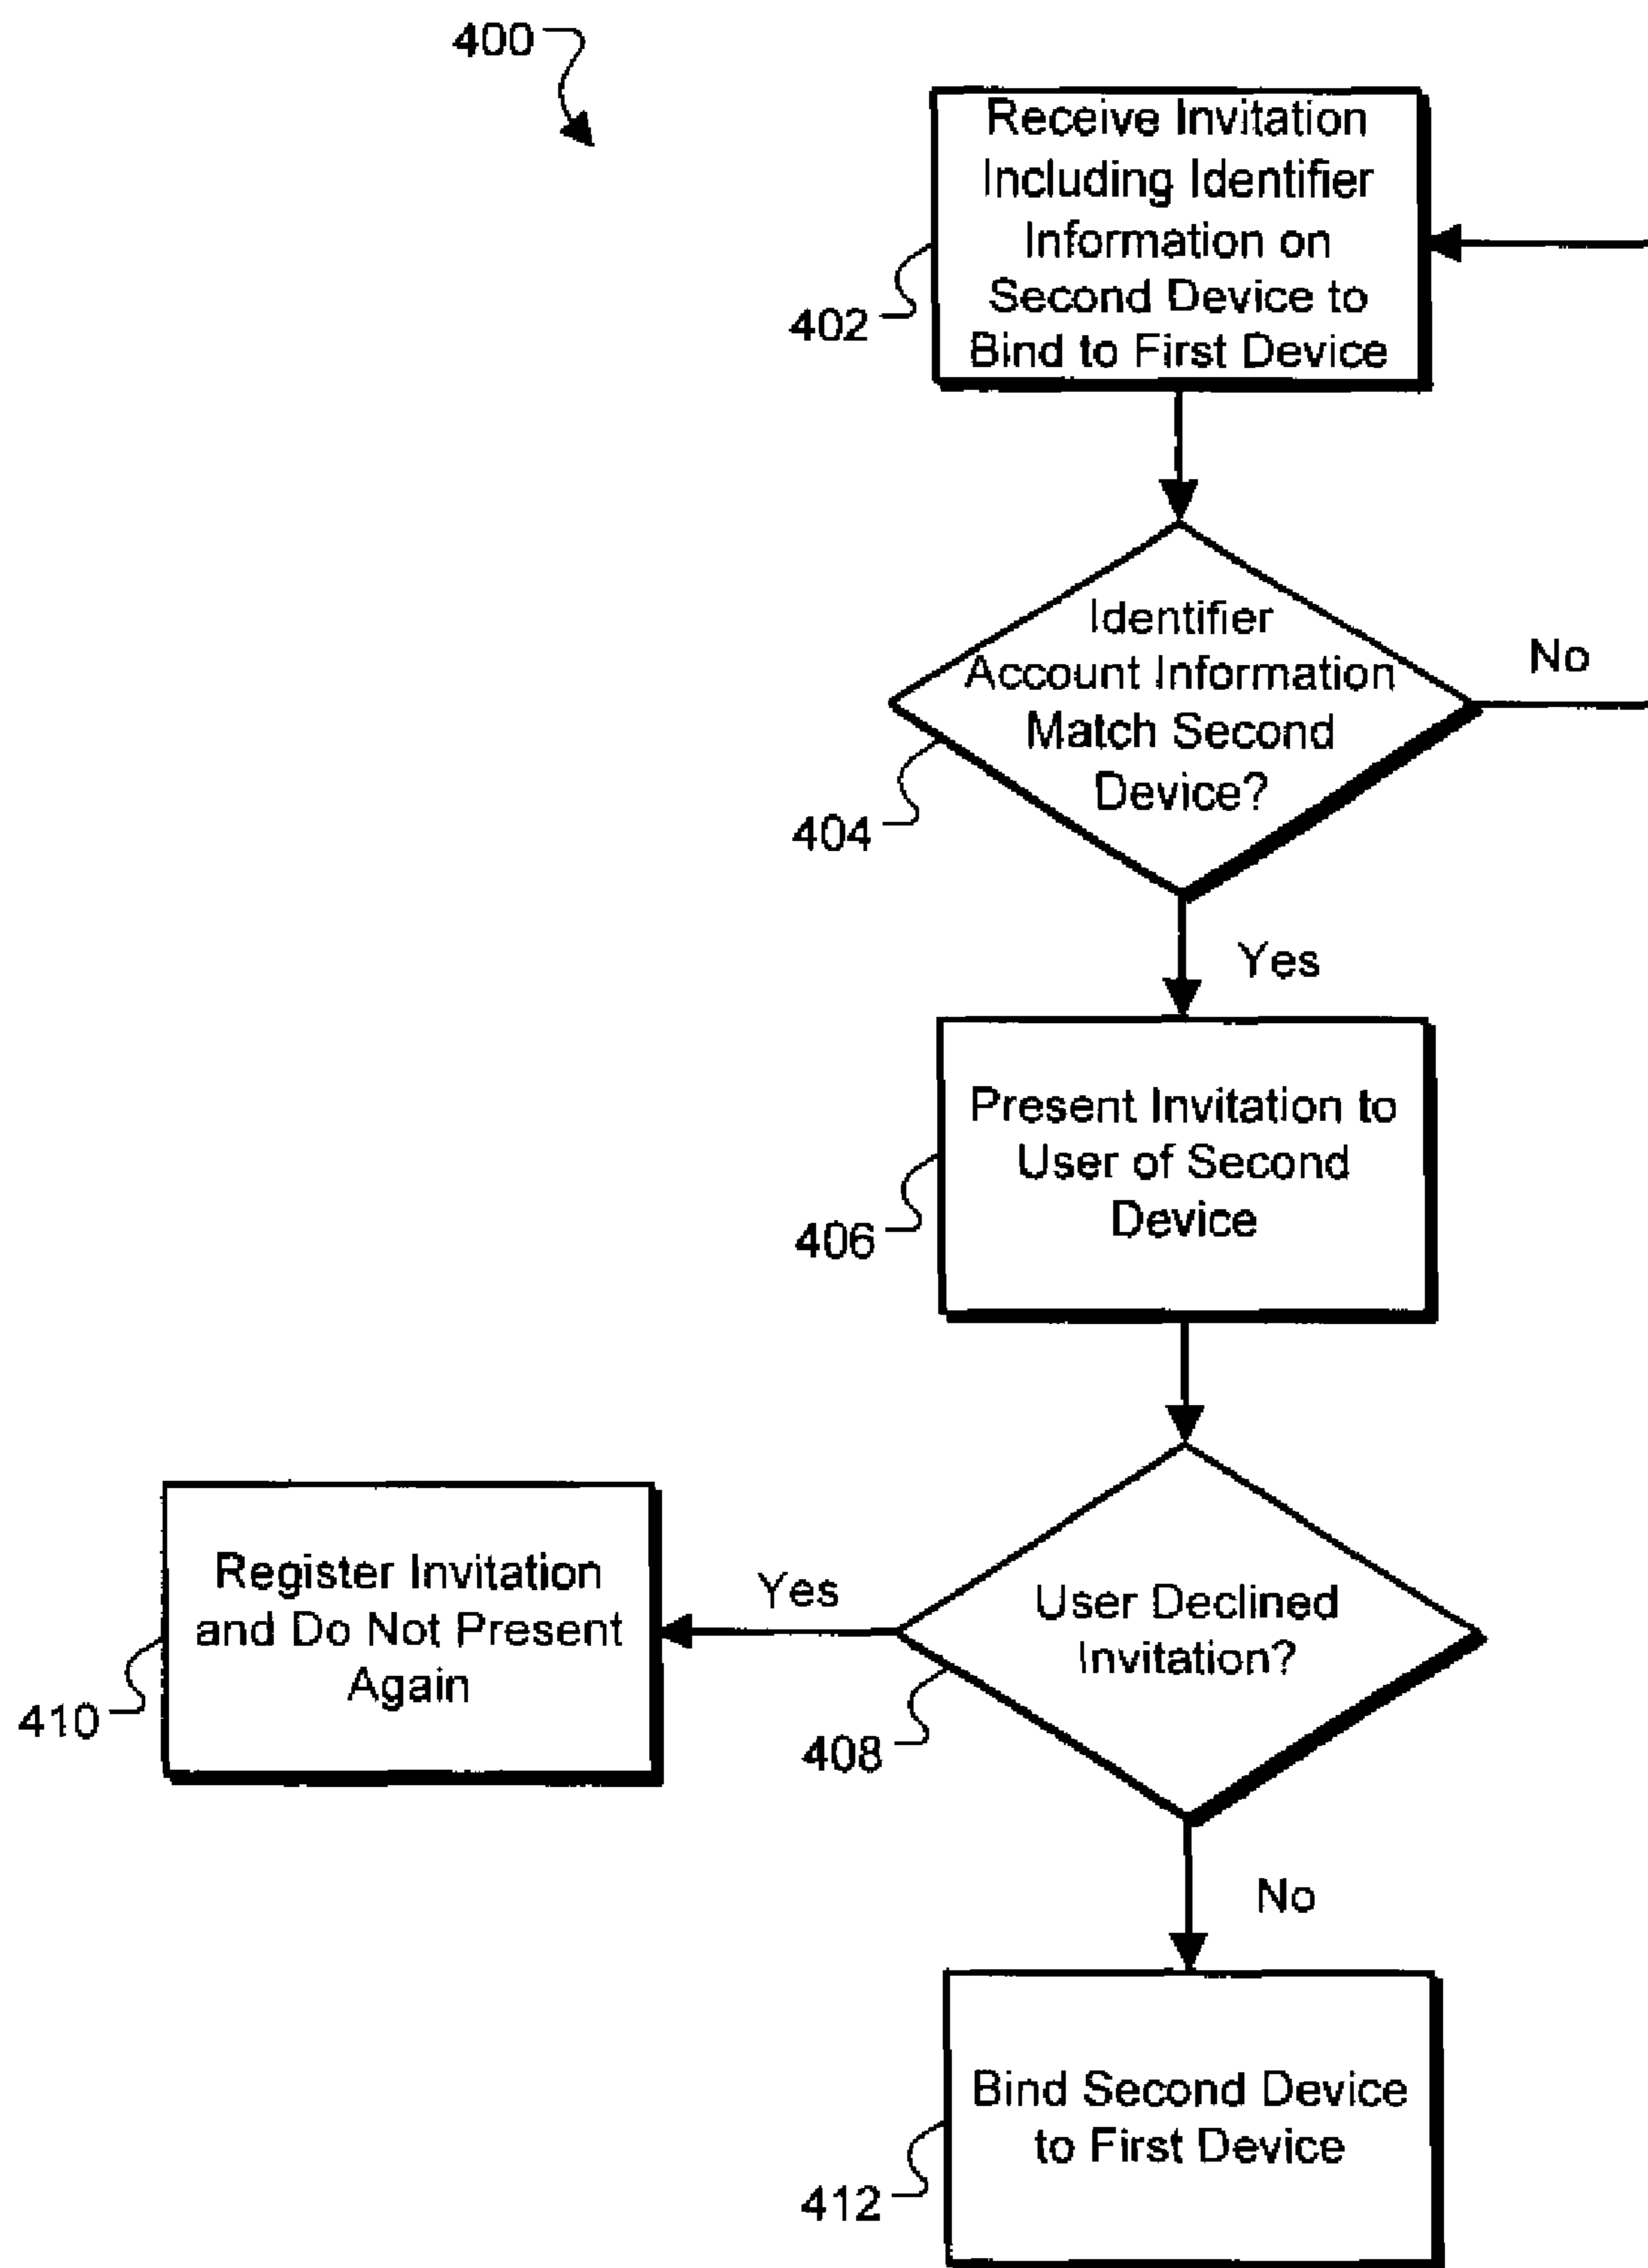 400
Receive Invitation
Including Identifier
Information on
Second Device to
Bind to First Device
402
Identifier
Account Information
Match Second
Device?
No
404
Yes
Present Invitation to
User of Second
Device
406
Register Invitation
and Do Not Present
Again
410
Yes
User Declined
Invitation?
408
No
Bind Second Device
to First Device
412